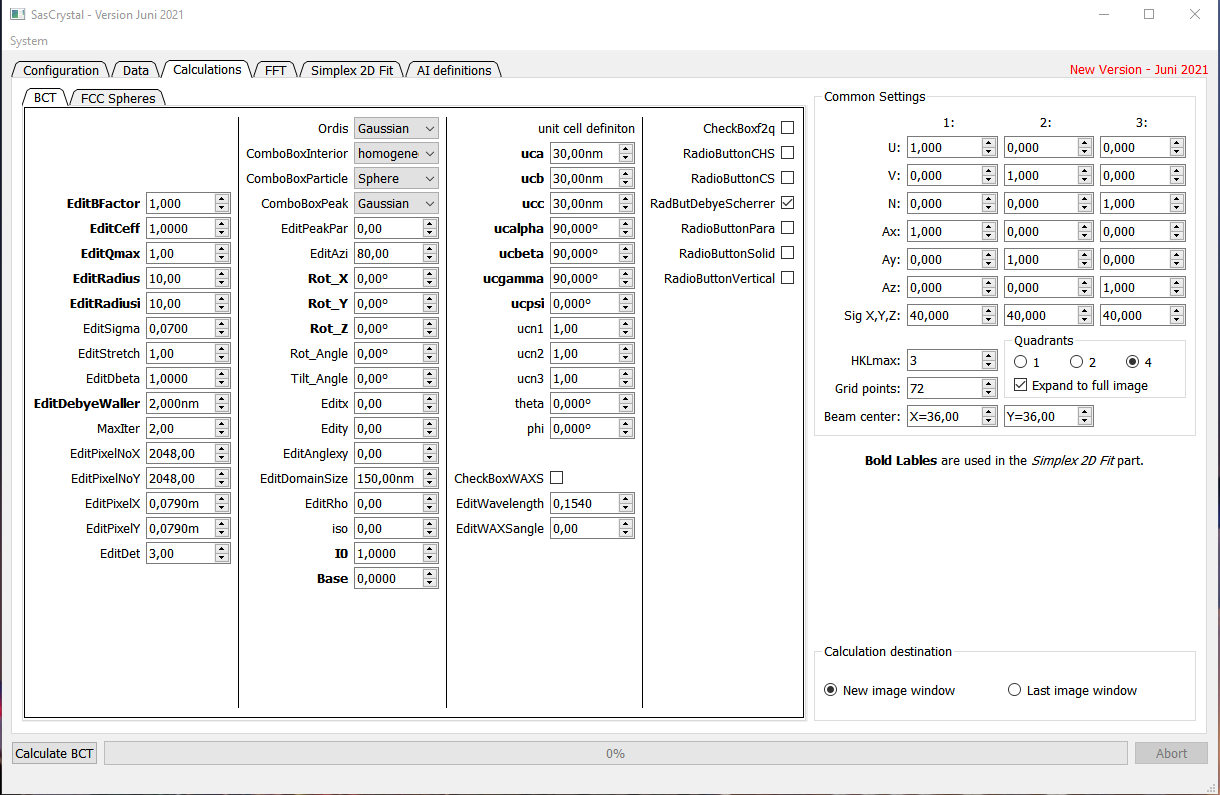 SasCrystal - Version Juni 2021
System
Configuration Data Calculations FFT Simplex 2D Fit AI definitions
New Version - Juni 2021
BCT FCC Spheres
EditBFactor 1,000
EditCeff 1,0000
EditQmax 1,00
EditRadius 10,00
EditRadiusi 10,00
EditSigma 0,0700
EditStretch 1,00
EditDbeta 1,0000
EditDebyeWaller 2,000nm
MaxIter 2,00
EditPixelNoX 2048,00
EditPixelNoY 2048,00
EditPixelX 0,0790m
EditPixelY 0,0790m
EditDet 3,00
Ordis Gaussian
ComboBoxInterior homogene
ComboBoxParticle Sphere
ComboBoxPeak Gaussian
EditPeakPar 0,00
EditAzi 80,00
Rot_X 0,00°
Rot_Y 0,00°
Rot_Z 0,00°
Rot_Angle 0,00°
Tilt_Angle 0,00°
Editx 0,00
Edity 0,00
EditAnglexy 0,00
EditDomainSize 150,00nm
EditRho 0,00
iso 0,00
I0 1,0000
Base 0,0000
unit cell definiton
uca 30,00nm
ucb 30,00nm
ucc 30,00nm
ucalpha 90,000°
ucbeta 90,000°
ucgamma 90,000°
ucpsi 0,000°
ucn1 1,00
ucn2 1,00
ucn3 1,00
theta 0,000°
phi 0,000°
CheckBoxWAXS
EditWavelength 0,1540
EditWAXSangle 0,00
CheckBoxf2q
RadioButtonCHS
RadioButtonCS
RadButDebyeScherrer
RadioButtonPara
RadioButtonSolid
RadioButtonVertical
Common Settings
1: 2: 3:
U: 1,000 0,000 0,000
V: 0,000 1,000 0,000
N: 0,000 0,000 1,000
Ax: 1,000 0,000 0,000
Ay: 0,000 1,000 0,000
Az: 0,000 0,000 1,000
Sig X,Y,Z: 40,000 40,000 40,000
HKLmax: 3
Grid points: 72
Quadrants
1 2 4
Expand to full image
Beam center: X=36,00 Y=36,00
Bold Lables are used in the Simplex 2D Fit part.
Calculation destination
New image window Last image window
Calculate BCT 0% Abort